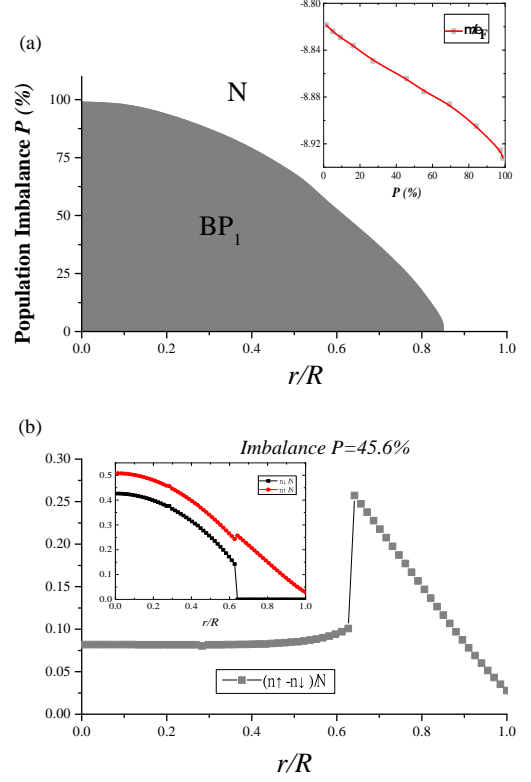 (a)
N
BP1
Population Imbalance P (%)
100
75
50
25
0
0.0 0.2 0.4 0.6 0.8 1.0
r/R
-8.80
-8.84
-8.88
-8.92
0 20 40 60 80 100
P (%)
(b)
Imbalance P=45.6%
0.30
0.25
0.20
0.15
0.10
0.05
0.00
0.0 0.2 0.4 0.6 0.8 1.0
r/R
(n↑ -n↓ )/N
0.5
0.4
0.3
0.2
0.1
0.0
0.0 0.2 0.4 0.6 0.8 1.0
r/R
n↓ /N
n↑ /N